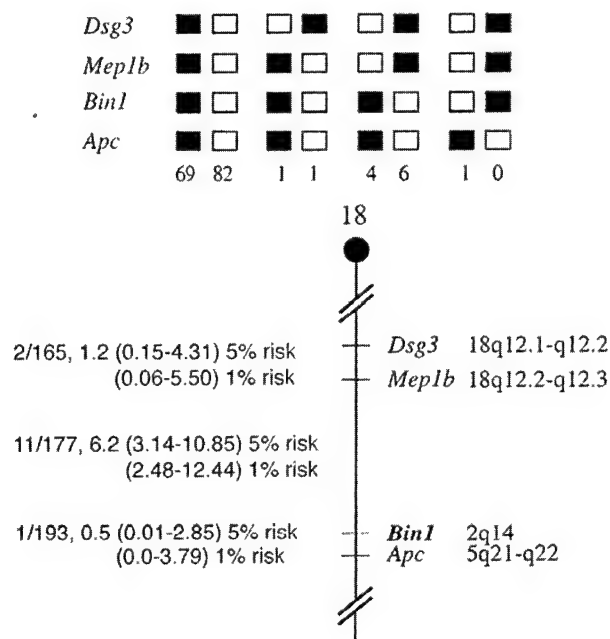 Dsg3
Mep1b
Bin1
Apc
69 82 1 1 4 6 1 0
18
2/165, 1.2 (0.15-4.31) 5% risk
(0.06-5.50) 1% risk
Dsg3 18q12.1-q12.2
Mep1b 18q12.2-q12.3
11/177, 6.2 (3.14-10.85) 5% risk
(2.48-12.44) 1% risk
1/193, 0.5 (0.01-2.85) 5% risk
(0.0-3.79) 1% risk
Bin1 2q14
Apc 5q21-q22